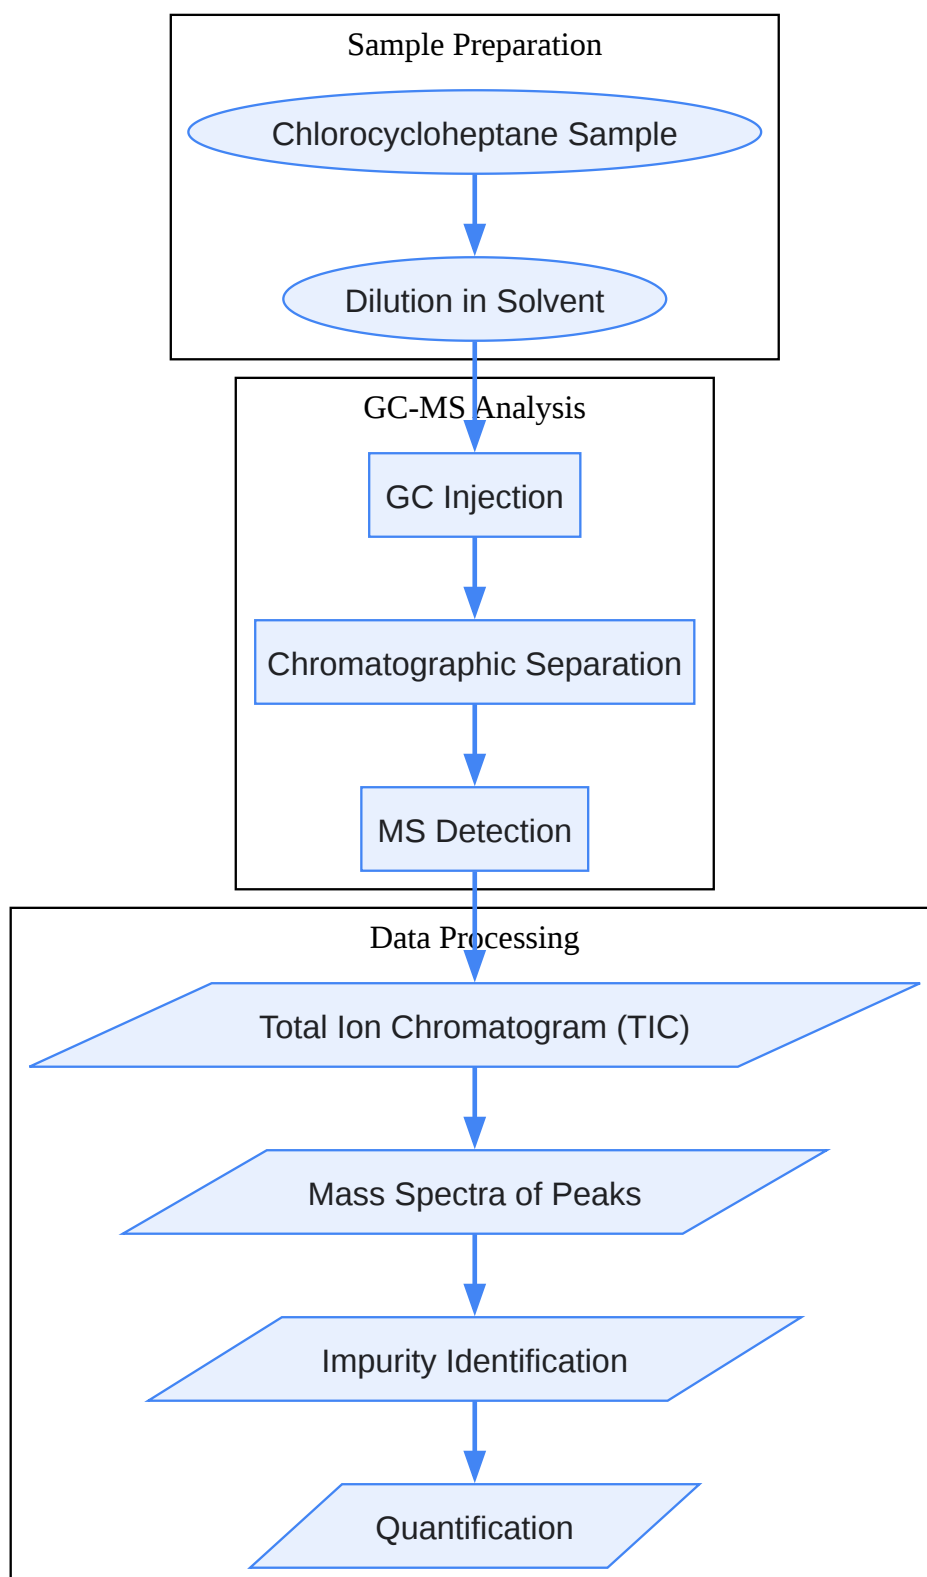 Sample Preparation
Chlorocycloheptane Sample
Dilution in Solvent
GC-MS Analysis
GC Injection
Chromatographic Separation
MS Detection
Data Processing
Total Ion Chromatogram (TIC)
Mass Spectra of Peaks
Impurity Identification
Quantification